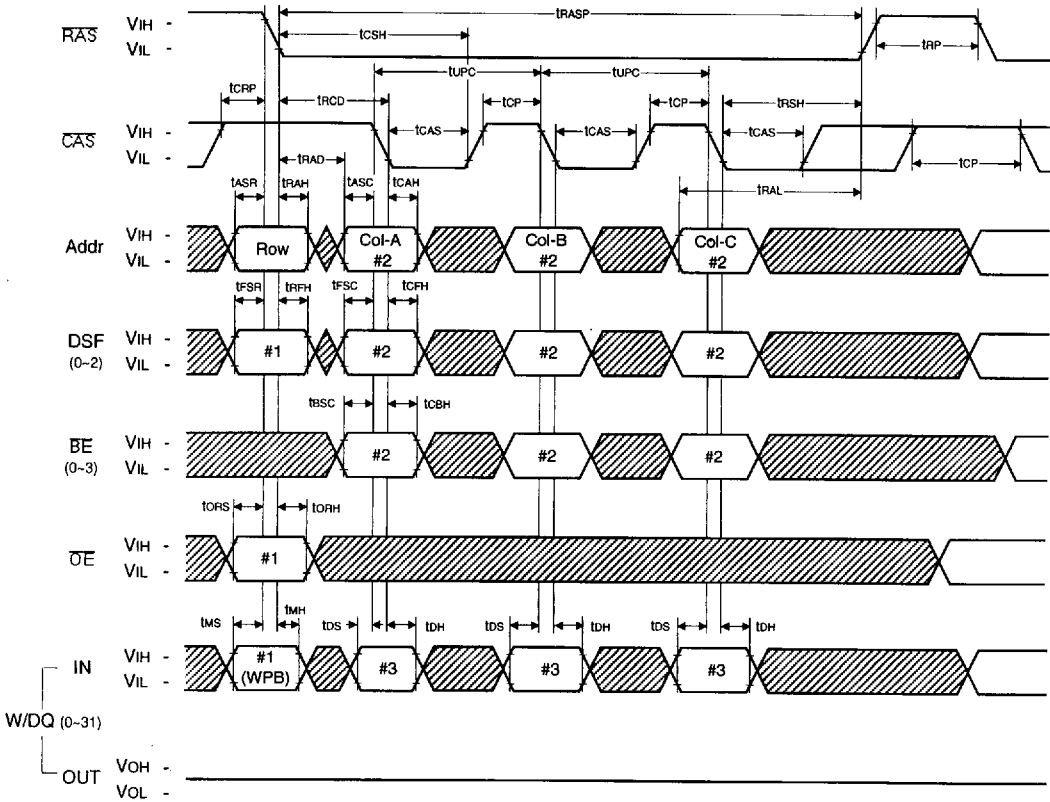 RAS VIH - VIL - tRASP tCSH tRP
tUPC tUPC
tCRP tRCD tCP tCP tRSH
CAS VIH - VIL - tCAS tCAS tCAS tCP
tRAD tRAL
tASR tRAH tASC tCAH
Addr VIH - VIL - Row Col-A #2 Col-B #2 Col-C #2
tFSR tRFH tFSC tCFH
DSF (0~2) VIH - VIL - #1 #2 #2 #2
tBSC tCBH
BE (0~3) VIH - VIL - #2 #2 #2
tORS tORH
OE VIH - VIL - #1
tMS tMH tDS tDH tDS tDH tDS tDH
IN VIH - VIL - #1 (WPB) #3 #3 #3
W/DQ (0~31)
OUT VOH - VOL -